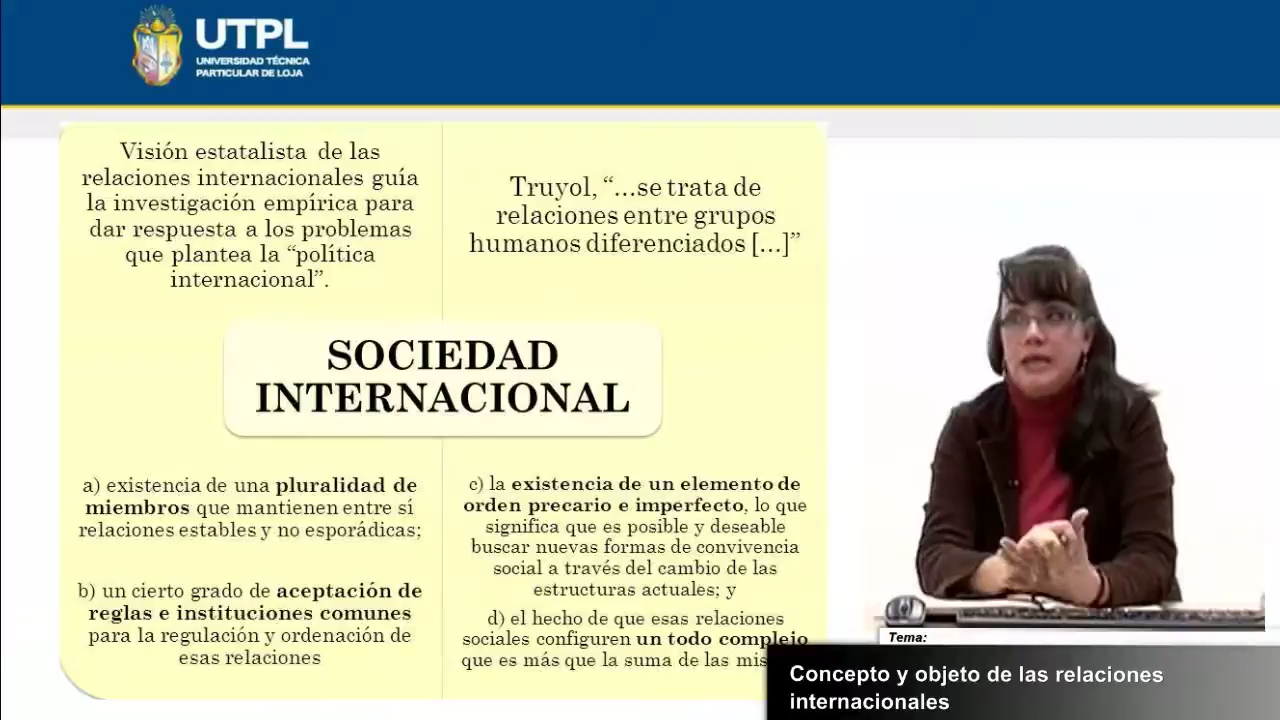 UTPL
UNIVERSIDAD TÉCNICA
PARTICULAR DE LOJA
Visión estatalista de las
relaciones internacionales guía
la investigación empírica para
dar respuesta a los problemas
que plantea la “política
internacional”.
Truyol, “…se trata de
relaciones entre grupos
humanos diferenciados […]”
SOCIEDAD
INTERNACIONAL
a) existencia de una pluralidad de
miembros que mantienen entre sí
relaciones estables y no esporádicas;
b) un cierto grado de aceptación de
reglas e instituciones comunes
para la regulación y ordenación de
esas relaciones
c) la existencia de un elemento de
orden precario e imperfecto, lo que
significa que es posible y deseable
buscar nuevas formas de convivencia
social a través del cambio de las
estructuras actuales; y
d) el hecho de que esas relaciones
sociales configuren un todo complejo
que es más que la suma de las
Tema:
Concepto y objeto de las relaciones
internacionales